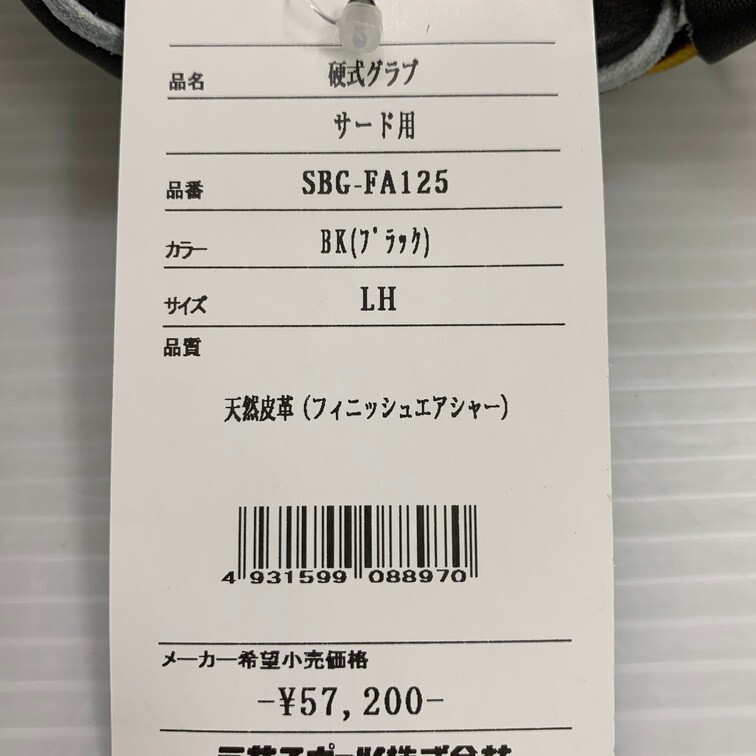 品名 硬式グラブ
サード用
品番 SBG-FA125
カラー BK(ﾌﾞﾗｯｸ)
サイズ LH
品質
天然皮革(フィニッシュエアシャー)
4 931599 088970
メーカー希望小売価格
-¥57,200-